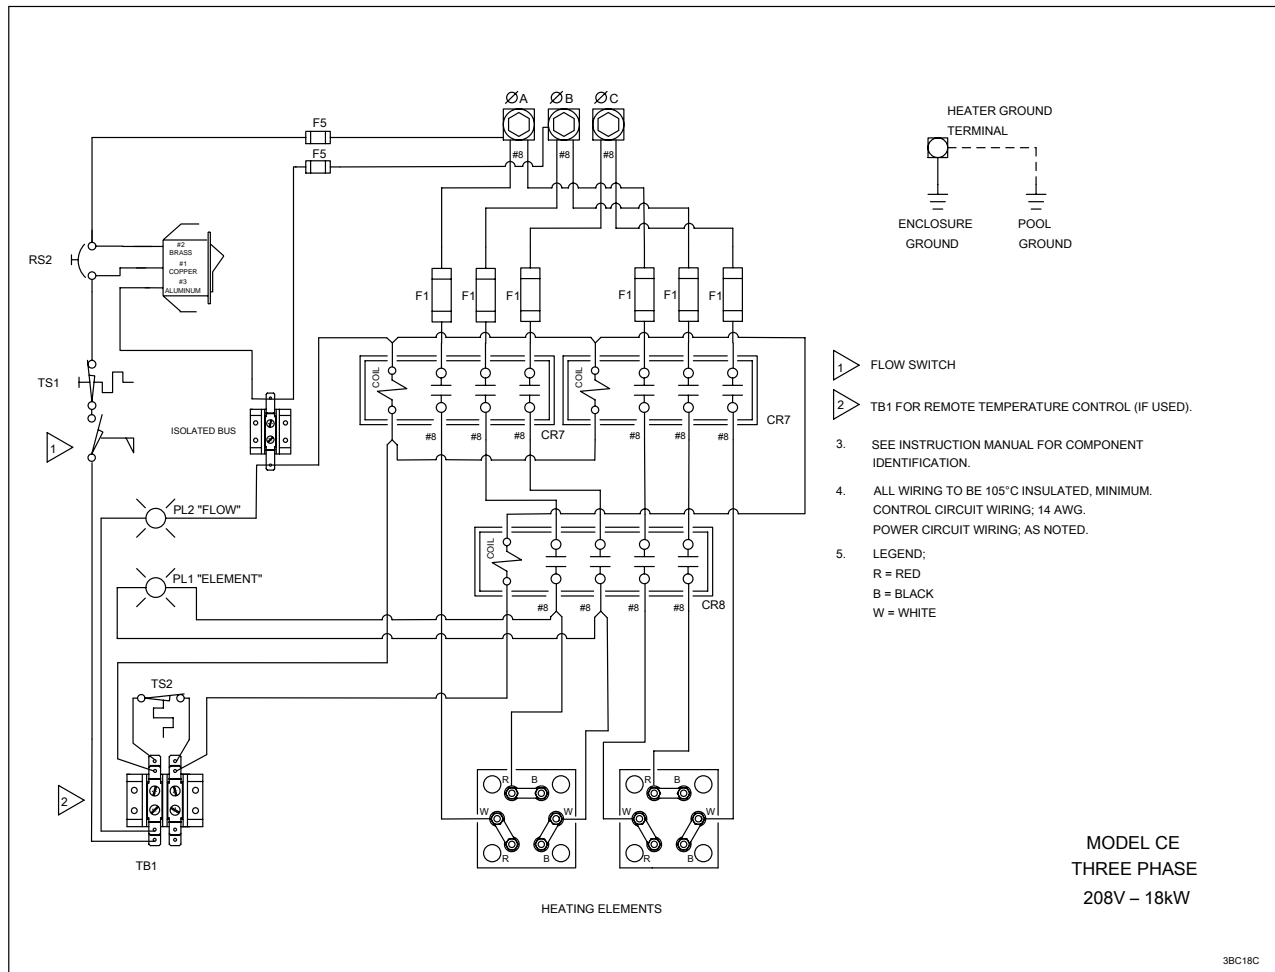 ØA ØB ØC
HEATER GROUND
TERMINAL
F5
F5
#8 #8 #8
ENCLOSURE
GROUND
POOL
GROUND
RS2
#2
BRASS
#1
COPPER
#3
ALUMINUM
F1 F1 F1 F1 F1 F1
TS1
COIL
COIL
1 FLOW SWITCH
2 TB1 FOR REMOTE TEMPERATURE CONTROL (IF USED).
ISOLATED BUS
#8 #8 #8 CR7
#8 #8 #8 CR7
1
3. SEE INSTRUCTION MANUAL FOR COMPONENT
IDENTIFICATION.
4. ALL WIRING TO BE 105°C INSULATED, MINIMUM.
CONTROL CIRCUIT WIRING; 14 AWG.
POWER CIRCUIT WIRING; AS NOTED.
5. LEGEND;
R = RED
B = BLACK
W = WHITE
PL2 "FLOW"
COIL
PL1 "ELEMENT"
#8 #8 #8 #8 CR8
TS2
2
TB1
R B
W W
R B
R B
W W
R B
HEATING ELEMENTS
MODEL CE
THREE PHASE
208V – 18kW
3BC18C